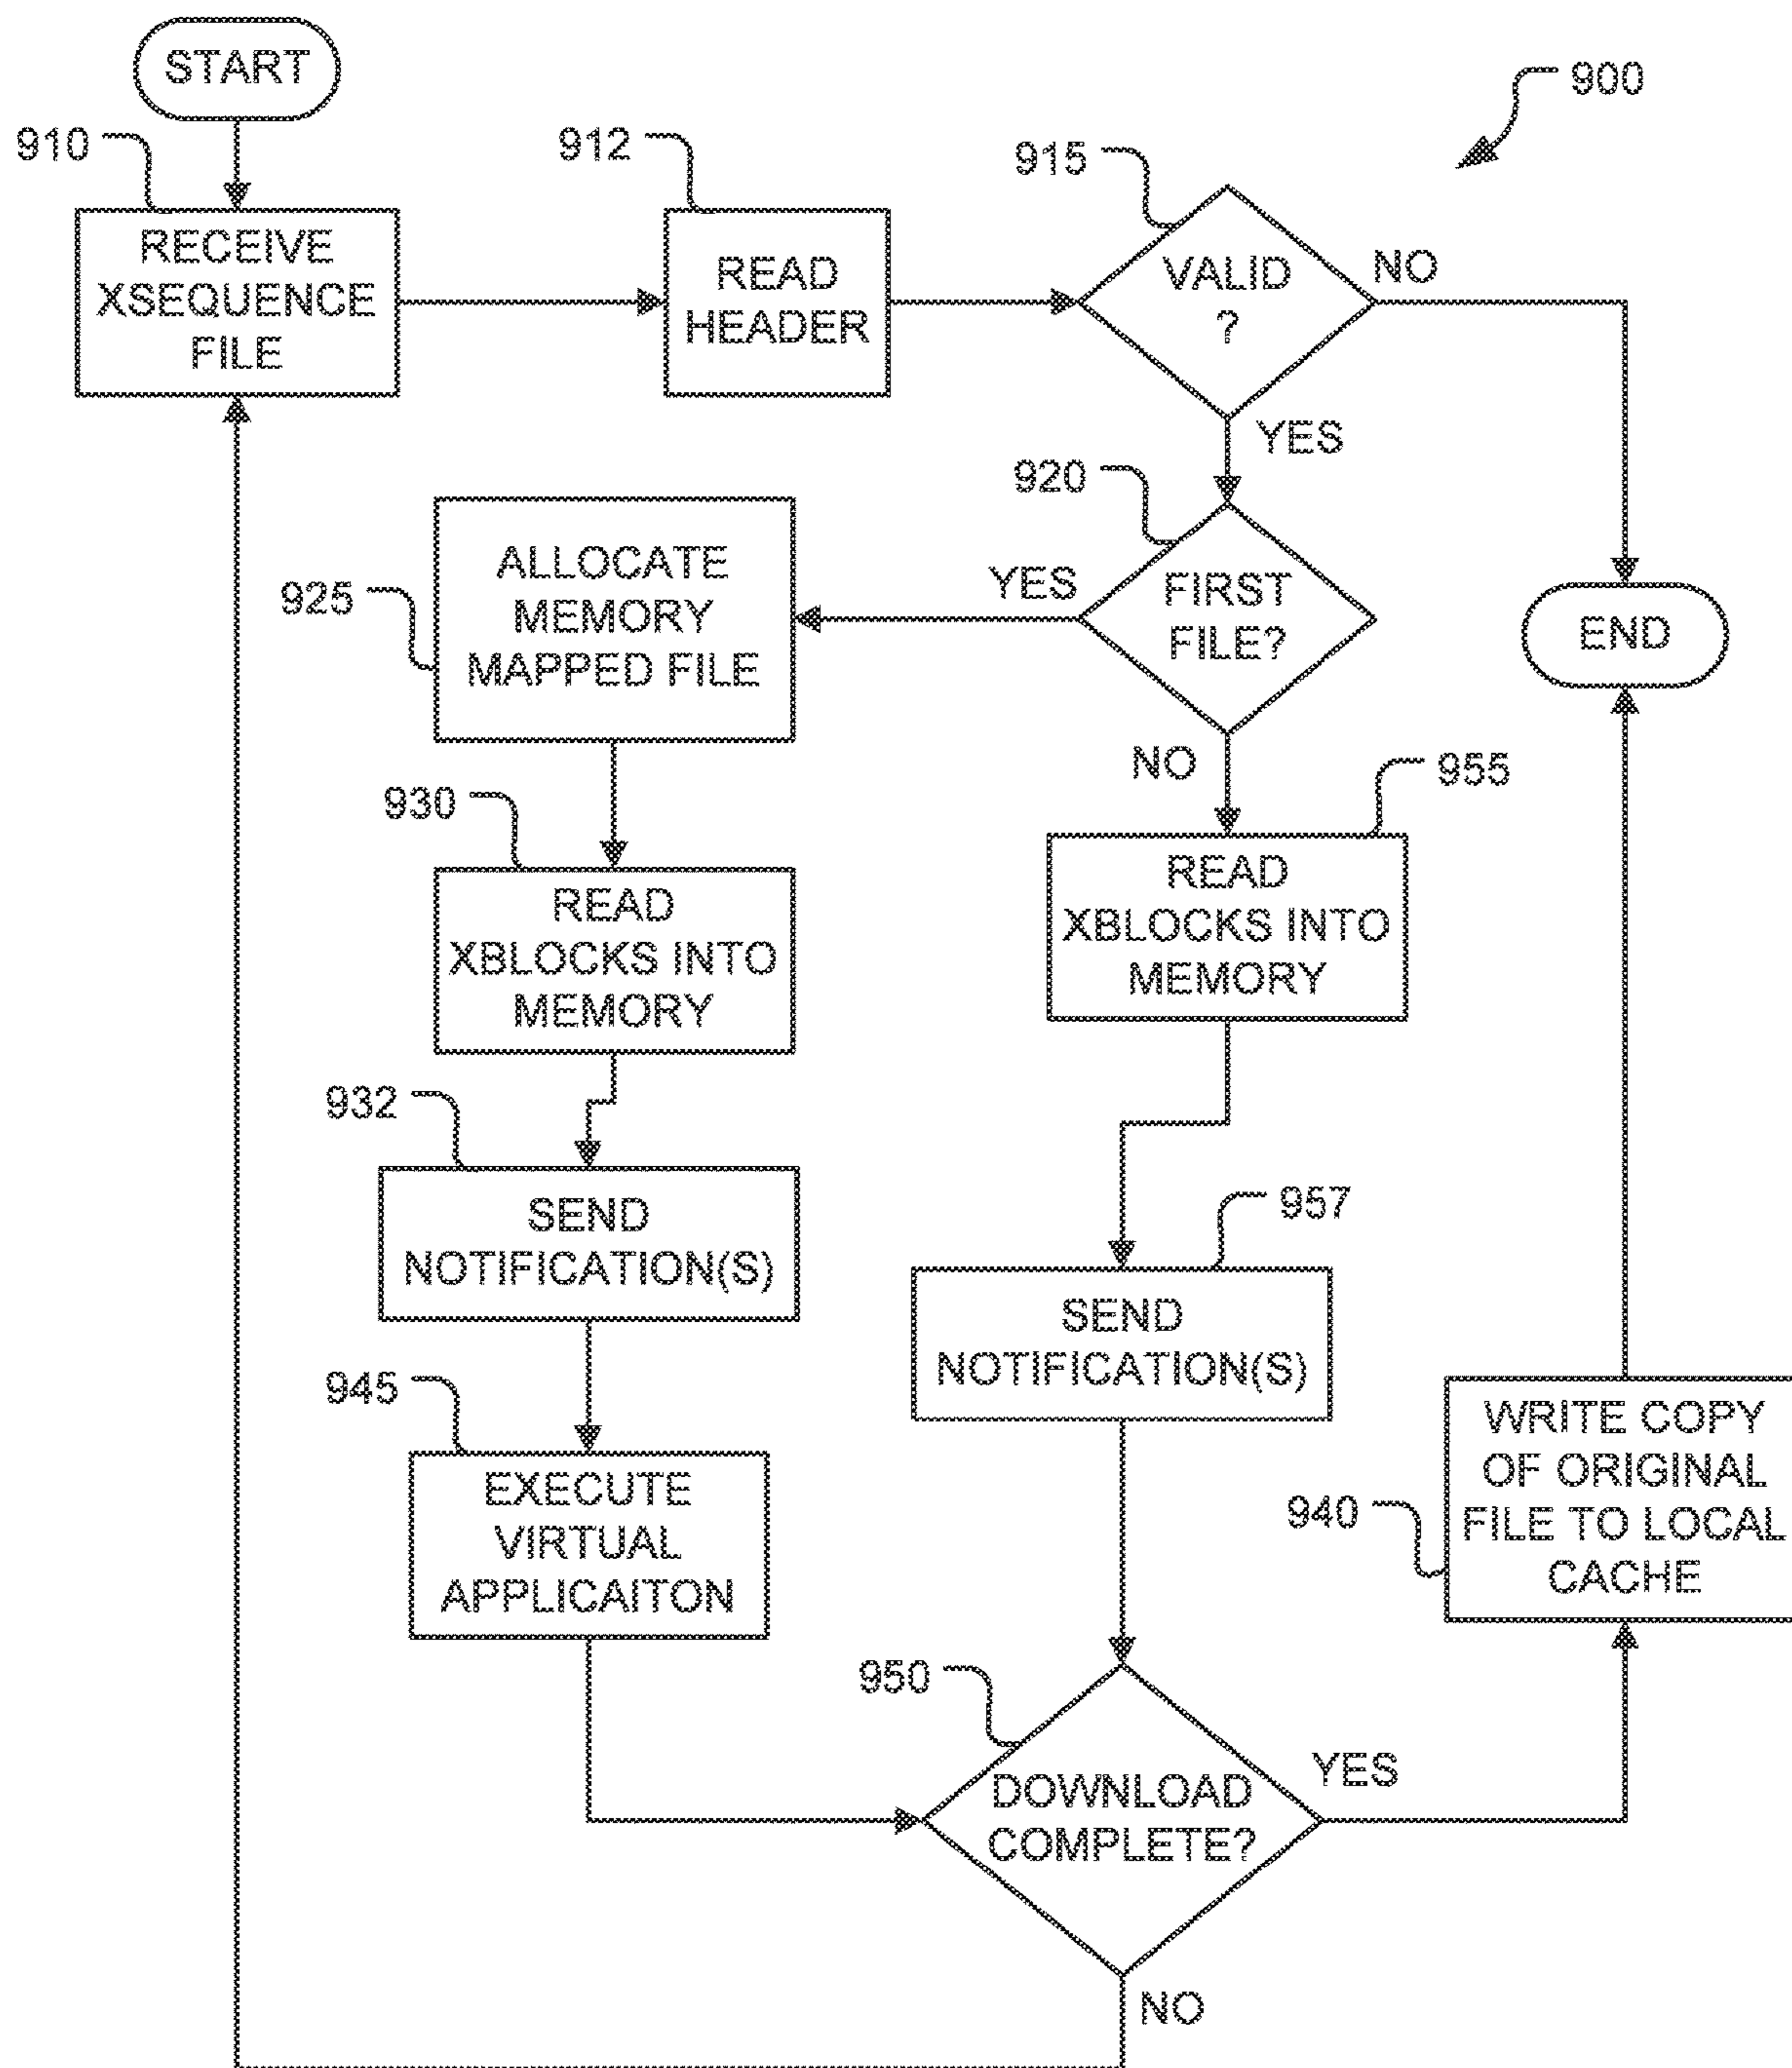 START
900
910
912
915
RECEIVE
XSEQUENCE
FILE
READ
HEADER
VALID
?
NO
YES
920
925
ALLOCATE
MEMORY
MAPPED FILE
YES
FIRST
FILE?
END
NO
930
955
READ
XBLOCKS INTO
MEMORY
READ
XBLOCKS INTO
MEMORY
932
957
SEND
NOTIFICATION(S)
SEND
NOTIFICATION(S)
945
940
EXECUTE
VIRTUAL
APPLICAITON
WRITE COPY
OF ORIGINAL
FILE TO LOCAL
CACHE
950
DOWNLOAD
COMPLETE?
YES
NO